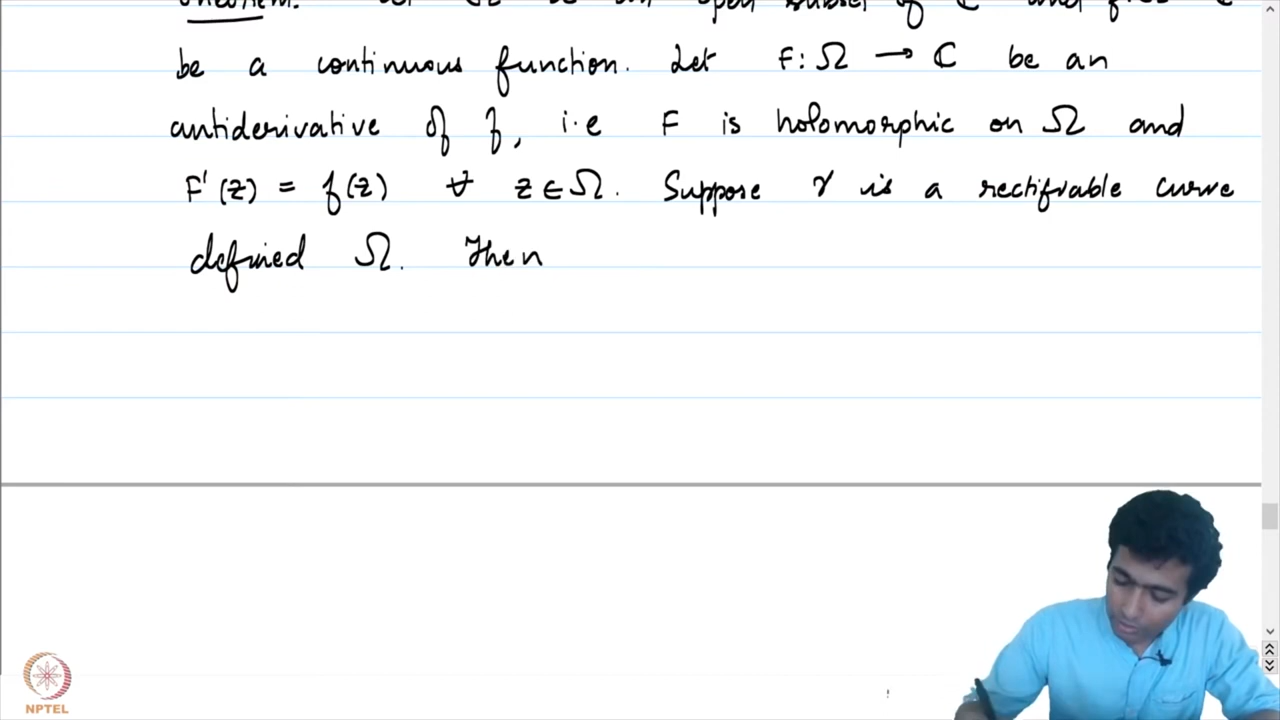 be a continuous function. Let F: Ω → ℂ be an
antiderivative of f, i.e F is holomorphic on Ω and
F'(z) = f(z) ∀ z ∈ Ω. Suppose γ is a rectifiable curve
defined Ω. Then
NPTEL